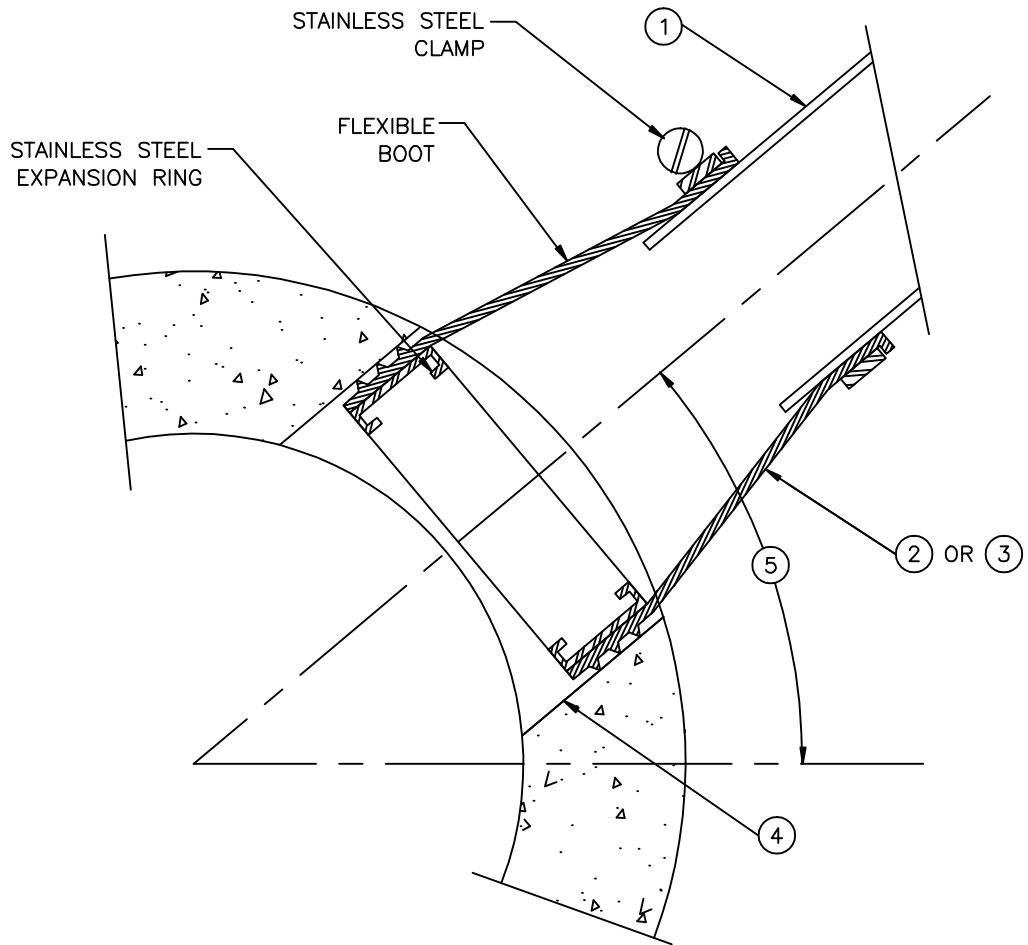 STAINLESS STEEL
CLAMP
1
FLEXIBLE
BOOT
STAINLESS STEEL
EXPANSION RING
2 OR 3
5
4